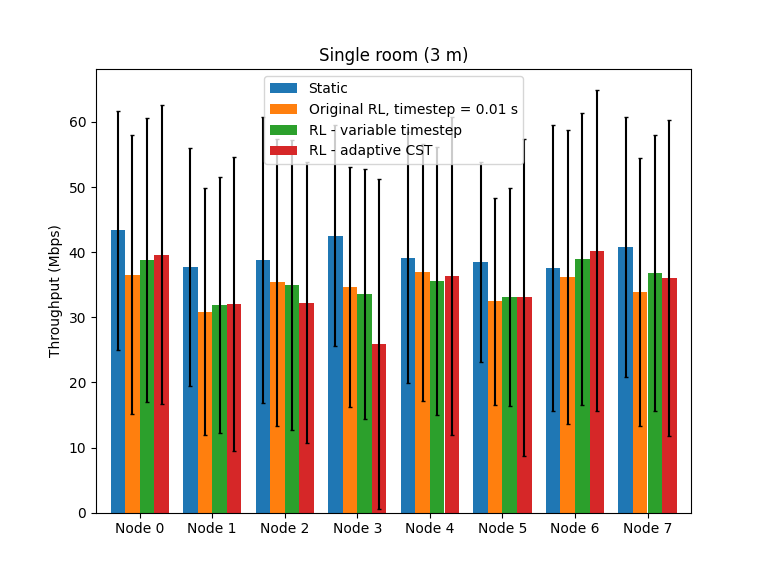 Single room (3 m)
Static
Original RL, timestep = 0.01 s
RL - variable timestep
RL - adaptive CST
Throughput (Mbps)
60
50
40
30
20
10
0
Node 0 Node 1 Node 2 Node 3 Node 4 Node 5 Node 6 Node 7